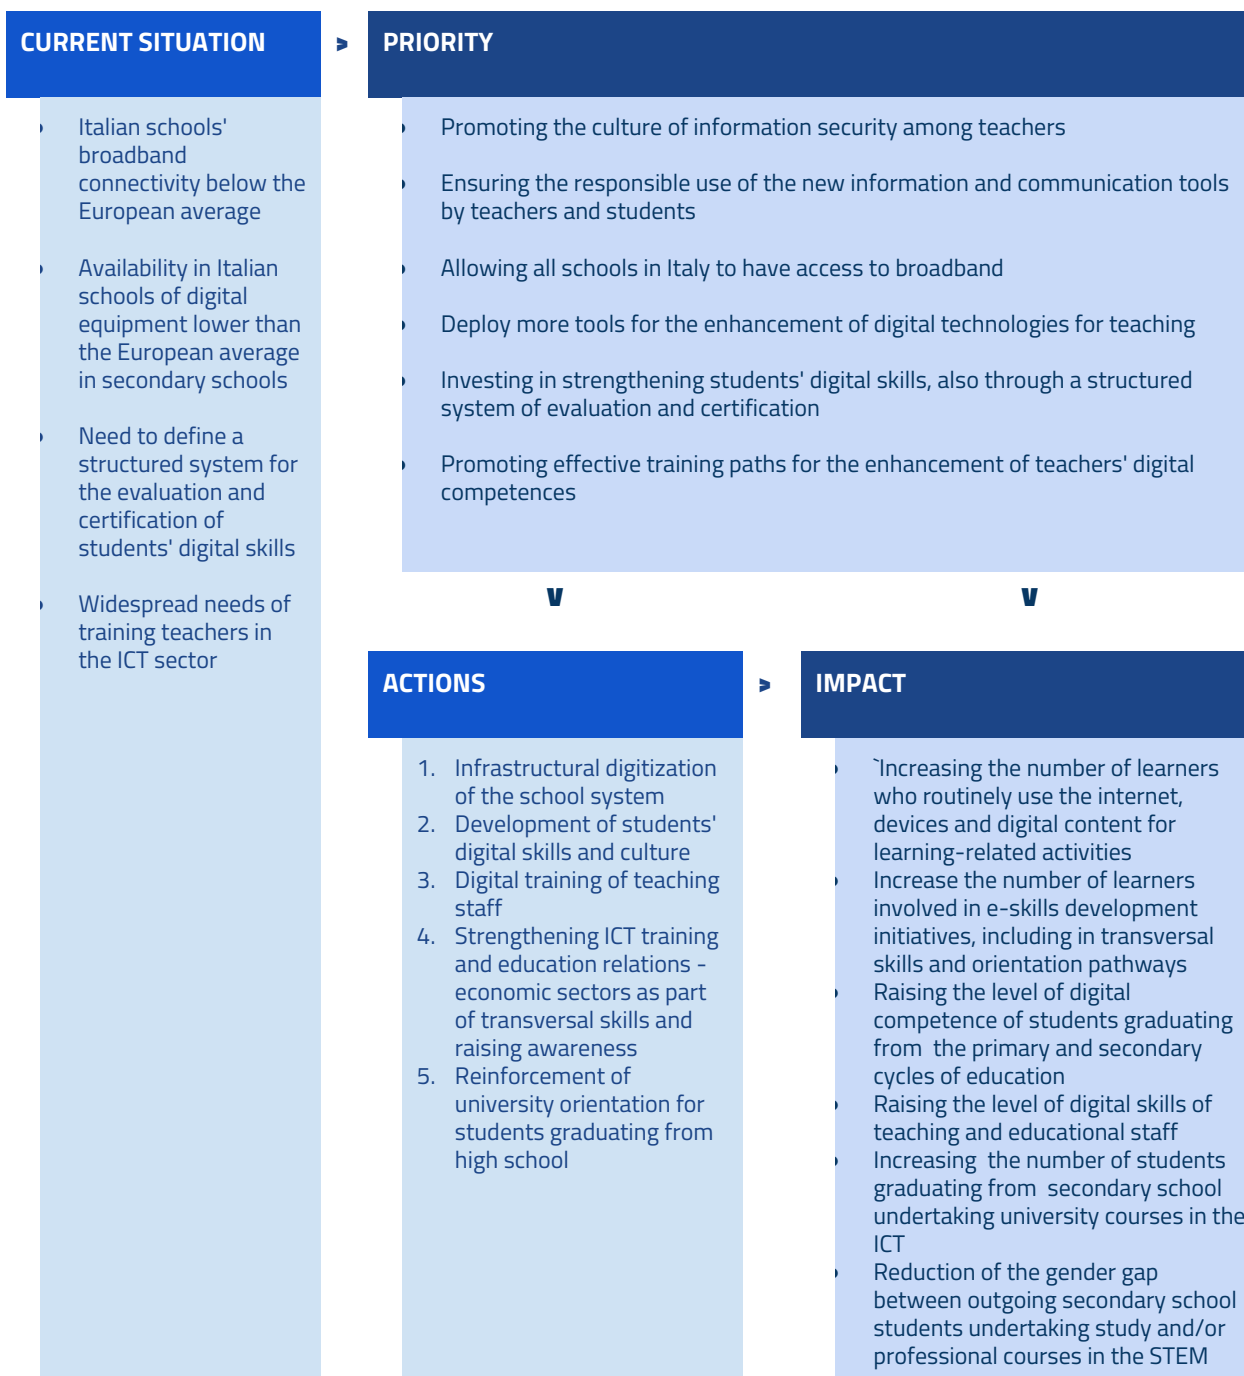 CURRENT SITUATION
>
PRIORITY
• Italian schools'
broadband
connectivity below the
European average
• Availability in Italian
schools of digital
equipment lower than
the European average
in secondary schools
• Need to define a
structured system for
the evaluation and
certification of
students' digital skills
• Widespread needs of
training teachers in
the ICT sector
• Promoting the culture of information security among teachers
• Ensuring the responsible use of the new information and communication tools
by teachers and students
• Allowing all schools in Italy to have access to broadband
• Deploy more tools for the enhancement of digital technologies for teaching
• Investing in strengthening students' digital skills, also through a structured
system of evaluation and certification
• Promoting effective training paths for the enhancement of teachers' digital
competences
ACTIONS
>
IMPACT
1. Infrastructural digitization
of the school system
2. Development of students'
digital skills and culture
3. Digital training of teaching
staff
4. Strengthening ICT training
and education relations -
economic sectors as part
of transversal skills and
raising awareness
5. Reinforcement of
university orientation for
students graduating from
high school
• `Increasing the number of learners
who routinely use the internet,
devices and digital content for
learning-related activities
• Increase the number of learners
involved in e-skills development
initiatives, including in transversal
skills and orientation pathways
• Raising the level of digital
competence of students graduating
from  the primary and secondary
cycles of education
• Raising the level of digital skills of
teaching and educational staff
• Increasing  the number of students
graduating from  secondary school
undertaking university courses in the
ICT
• Reduction of the gender gap
between outgoing secondary school
students undertaking study and/or
professional courses in the STEM